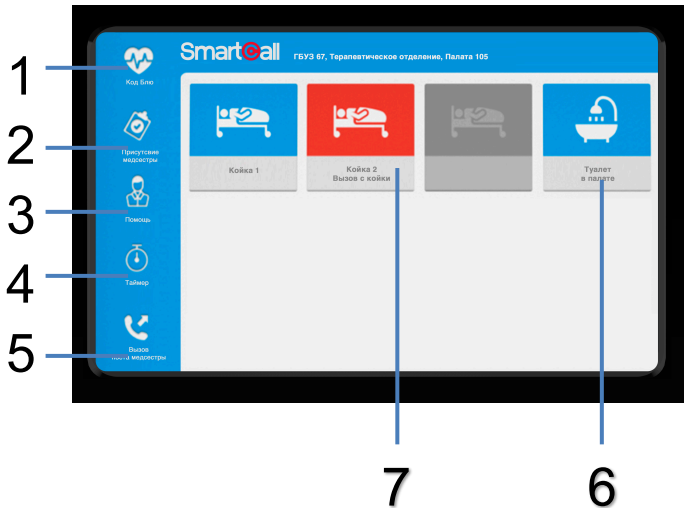 SmartCall
ГБУЗ 67, Терапевтическое отделение, Палата 105
1
Код Блю
2
Присутсвие
медсестры
3
Помощь
4
Таймер
5
Вызов
поста медсестры
Койка 1
Койка 2
Вызов с койки
Туалет
в палате
7
6